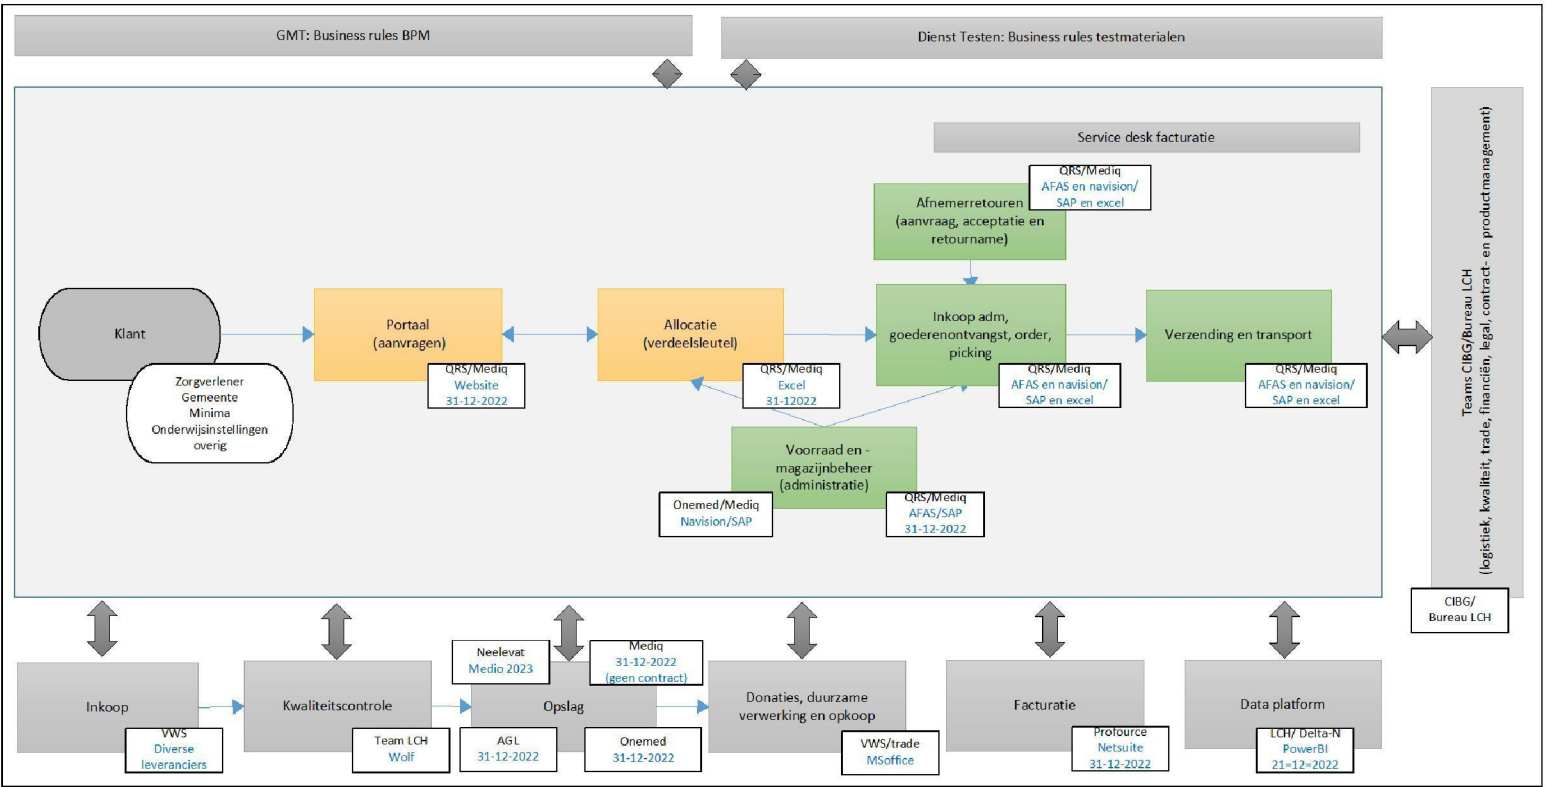 GMT: Business rules BPM
Dienst Testen: Business rules testmaterialen
Service desk facturatie
QRS/Mediq
AFAS en navision/
SAP en excel
Afnemerretouren
(aanvraag, acceptatie en
retourname)
Klant
Zorgverlener
Gemeente
Minima
Onderwijsinstellingen
overig
Portaal
(aanvragen)
QRS/Mediq
Website
31-12-2022
Allocatie
(verdeelsleutel)
QRS/Mediq
Excel
31-12022
Inkoop adm,
goederenontvangst, order,
picking
QRS/Mediq
AFAS en navision/
SAP en excel
Verzending en transport
QRS/Mediq
AFAS en navision/
SAP en excel
Voorraad en -
magazijnbeheer
(administratie)
Onemed/Mediq
Navision/SAP
QRS/Mediq
AFAS/SAP
31-12-2022
Teams CIBG/Bureau LCH
(logistiek, kwaliteit, trade, financiën, legal, contract- en productmanagement)
CIBG/
Bureau LCH
Inkoop
VWS
Diverse
leveranciers
Kwaliteitscontrole
Team LCH
Wolf
Neelevat
Medio 2023
Mediq
31-12-2022
(geen contract)
Opslag
AGL
31-12-2022
Onemed
31-12-2022
Donaties, duurzame
verwerking en opkoop
VWS/trade
MSoffice
Facturatie
Profource
Netsuite
31-12-2022
Data platform
LCH/ Delta-N
PowerBI
21=12=2022